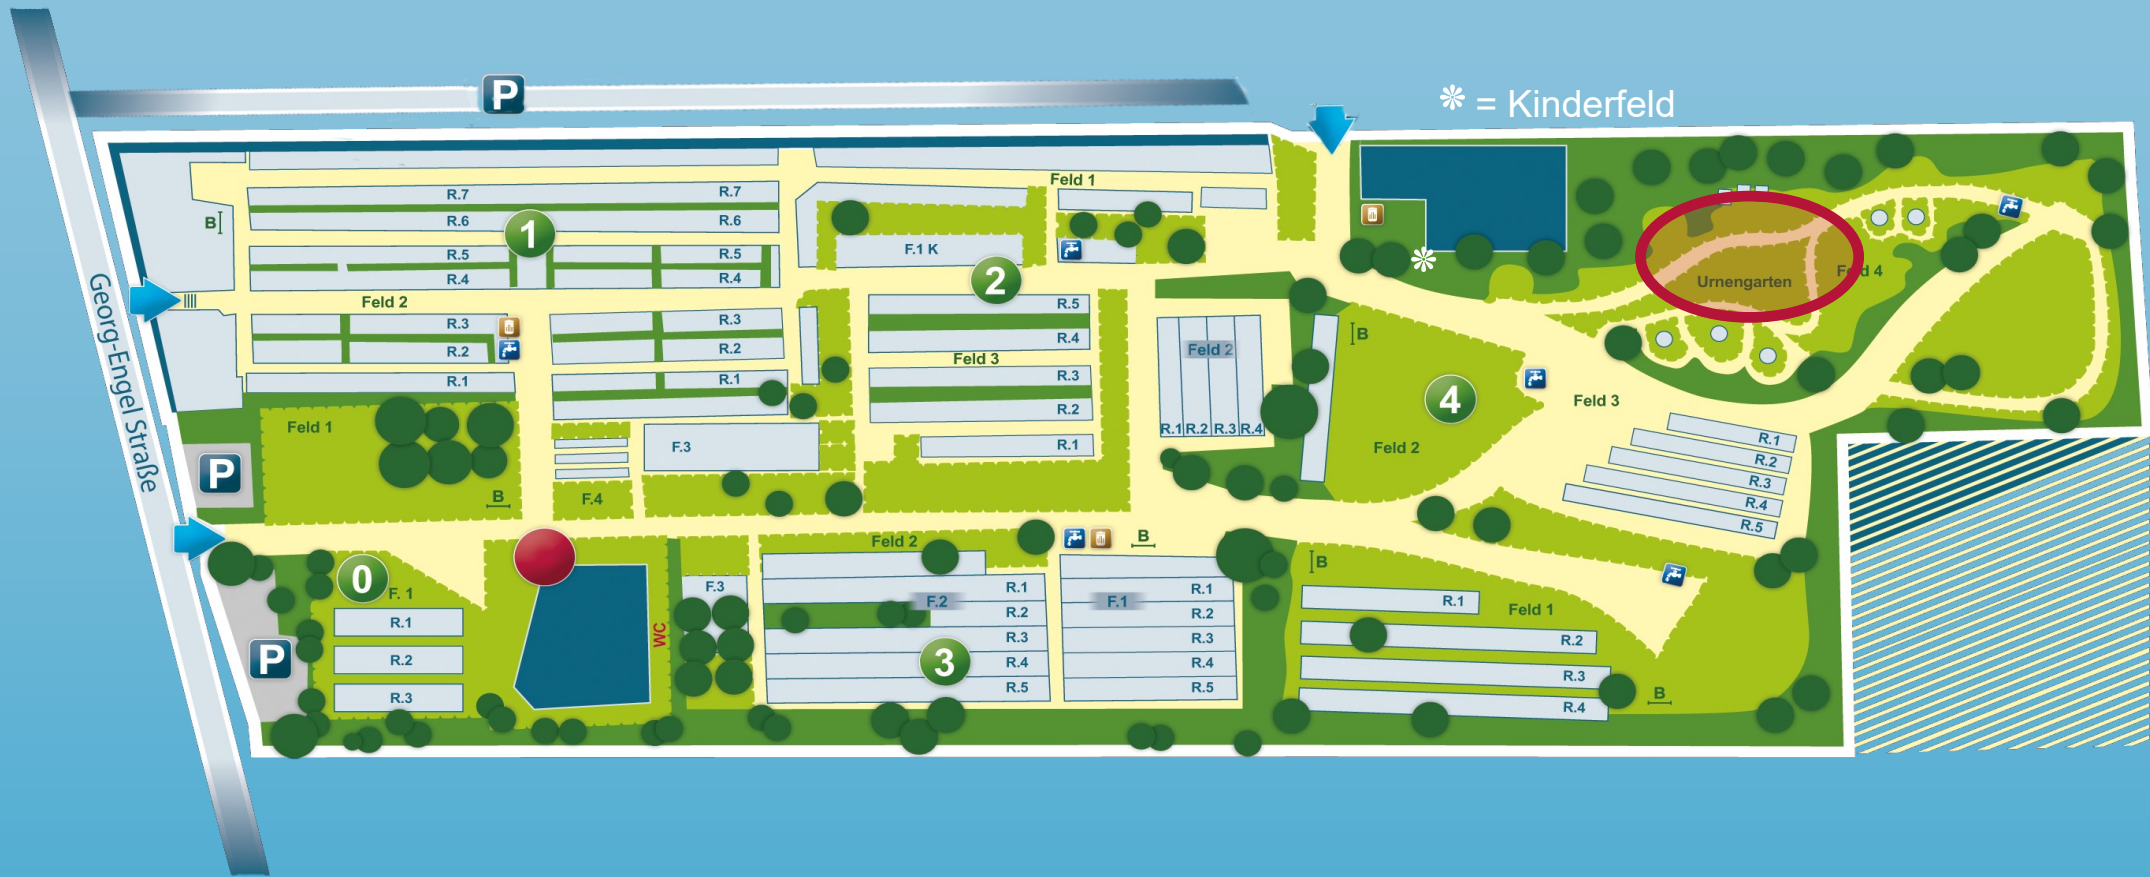 P
❊ = Kinderfeld
Georg-Engel Straße
Feld 1
R.7 R.7
R.6 R.6
B
1
R.5 R.5
R.4 R.4
Feld 2
R.3 R.3
R.2 R.2
R.1 R.1
Feld 1
B
P
F.3
F.4
F.1 K
2
R.5
R.4
Feld 3
R.3
R.2
R.1
Feld 2
R.1 R.2 R.3 R.4
B
4
Feld 2
Urnengarten
Feld 4
Feld 3
R.1
R.2
R.3
R.4
R.5
0
F. 1
R.1
R.2
R.3
P
WC
F.3
Feld 2
F.2
R.1
R.2
R.3
R.4
R.5
3
B
F.1
R.1
R.2
R.3
R.4
R.5
B
R.1
Feld 1
R.2
R.3
R.4
B